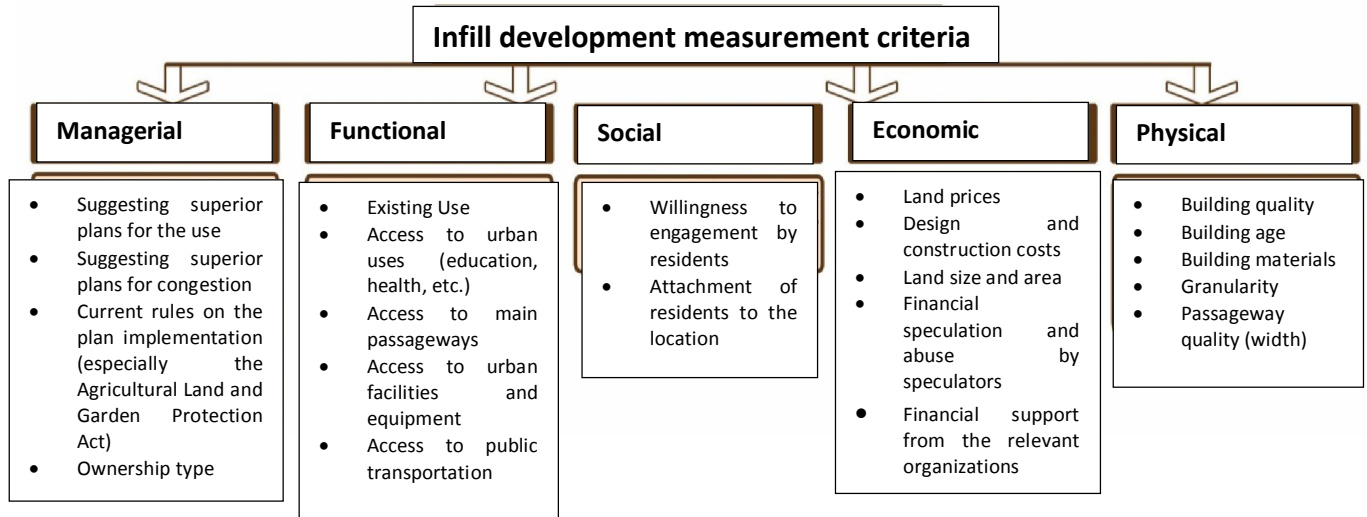 Infill development measurement criteria
Managerial
• Suggesting superior
plans for the use
• Suggesting superior
plans for congestion
• Current rules on the
plan implementation
(especially the
Agricultural Land and
Garden Protection
Act)
• Ownership type
Functional
• Existing Use
• Access to urban
uses (education,
health, etc.)
• Access to main
passageways
• Access to urban
facilities and
equipment
• Access to public
transportation
Social
• Willingness to
engagement by
residents
• Attachment of
residents to the
location
Economic
• Land prices
• Design and
construction costs
• Land size and area
• Financial
speculation and
abuse by
speculators
• Financial support
from the relevant
organizations
Physical
• Building quality
• Building age
• Building materials
• Granularity
• Passageway
quality (width)